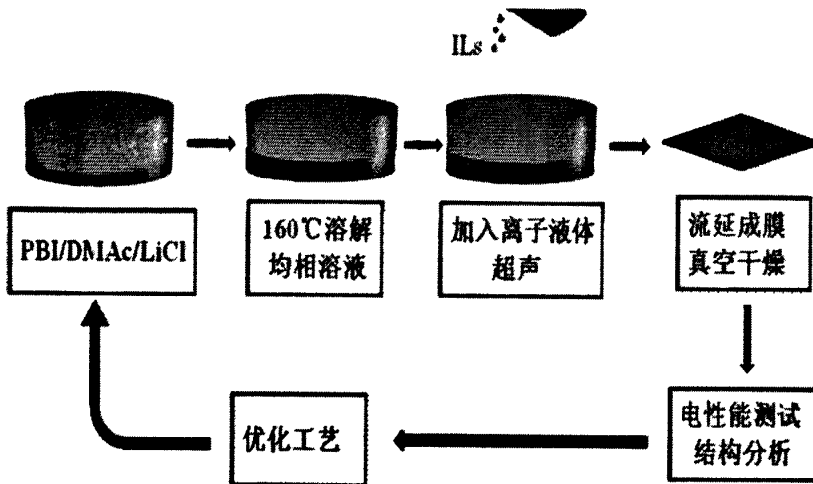 ILs
PBI/DMAc/LiCl
160℃溶解
均相溶液
加入离子液体
超声
流延成膜
真空干燥
电性能测试
结构分析
优化工艺